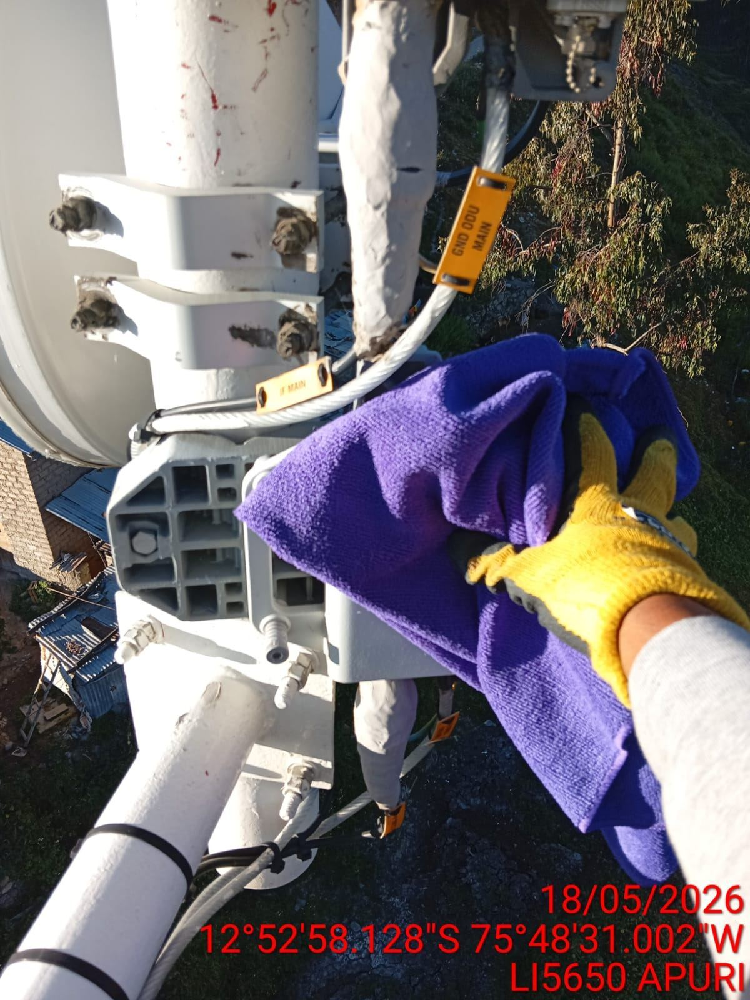 GND ODU
MAIN
IF MAIN
18/05/2026
12°52'58.128"S 75°48'31.002"W
LI5650 APURI